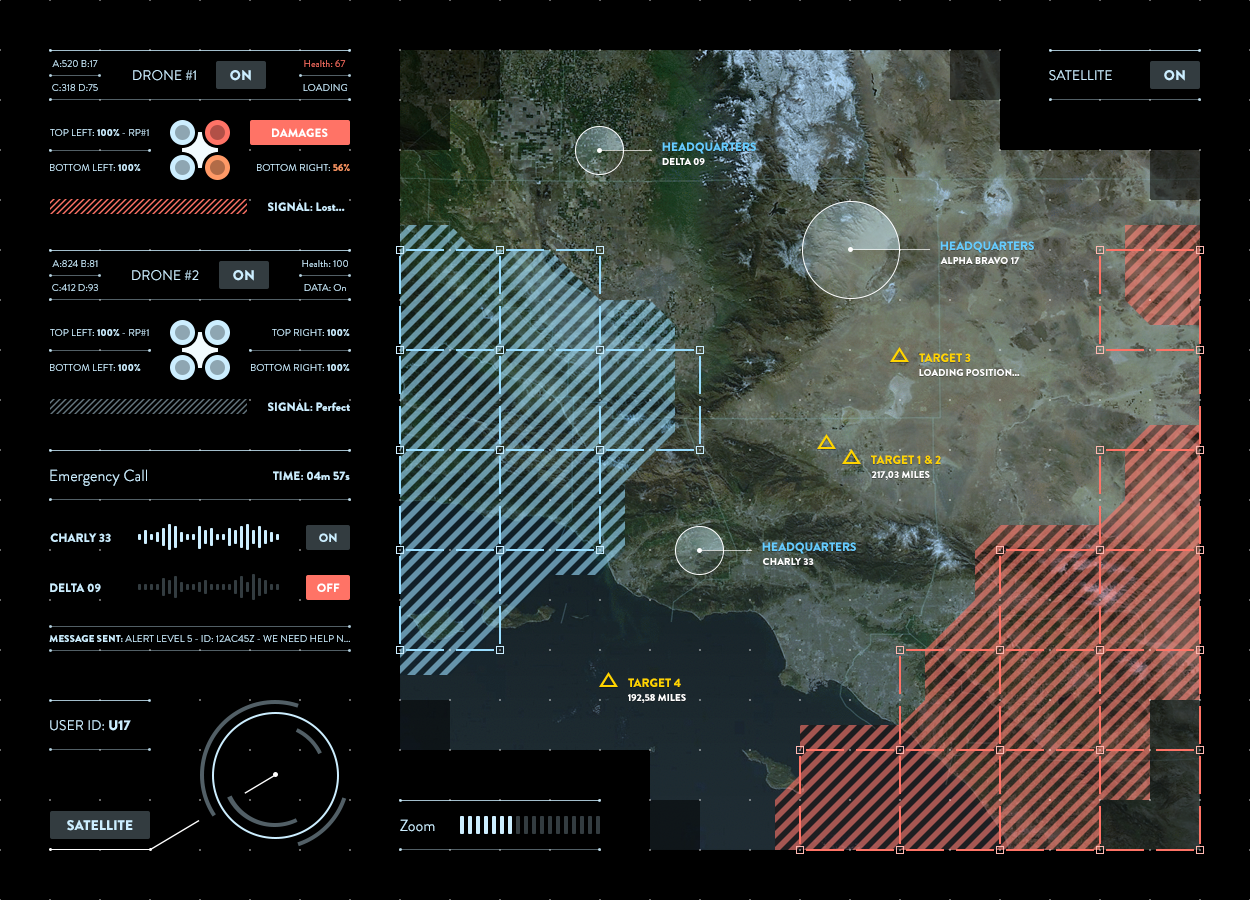 A:520 B:17
C:318 D:75
DRONE #1
ON
Health: 67
LOADING
TOP LEFT: 100% - RP#1
BOTTOM LEFT: 100%
DAMAGES
BOTTOM RIGHT: 56%
SIGNAL: Lost...
A:824 B:81
C:412 D:93
DRONE #2
ON
Health: 100
DATA: On
TOP LEFT: 100% - RP#1
BOTTOM LEFT: 100%
TOP RIGHT: 100%
BOTTOM RIGHT: 100%
SIGNAL: Perfect
Emergency Call
TIME: 04m 57s
CHARLY 33
ON
DELTA 09
OFF
MESSAGE SENT: ALERT LEVEL 5 - ID: 12AC45Z - WE NEED HELP N...
USER ID: U17
SATELLITE
SATELLITE
ON
HEADQUARTERS
DELTA 09
HEADQUARTERS
ALPHA BRAVO 17
TARGET 3
LOADING POSITION...
TARGET 1 & 2
217,03 MILES
HEADQUARTERS
CHARLY 33
TARGET 4
192,58 MILES
Zoom